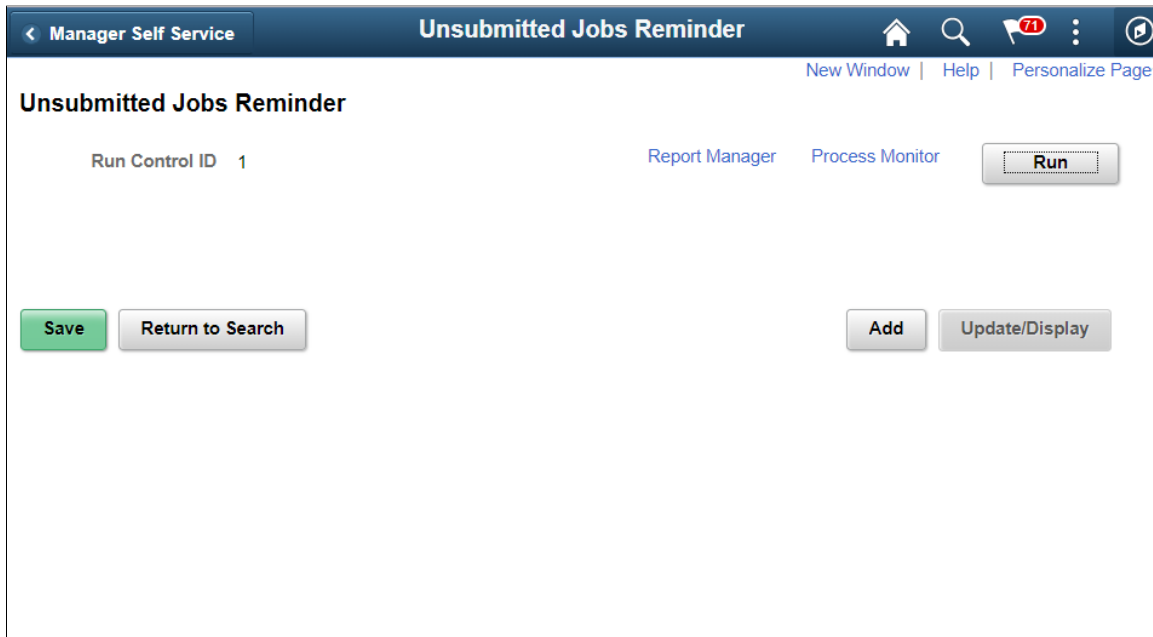 Manager Self Service Unsubmitted Jobs Reminder 71
New Window | Help | Personalize Page
Unsubmitted Jobs Reminder
Run Control ID 1 Report Manager Process Monitor Run
Save Return to Search Add Update/Display